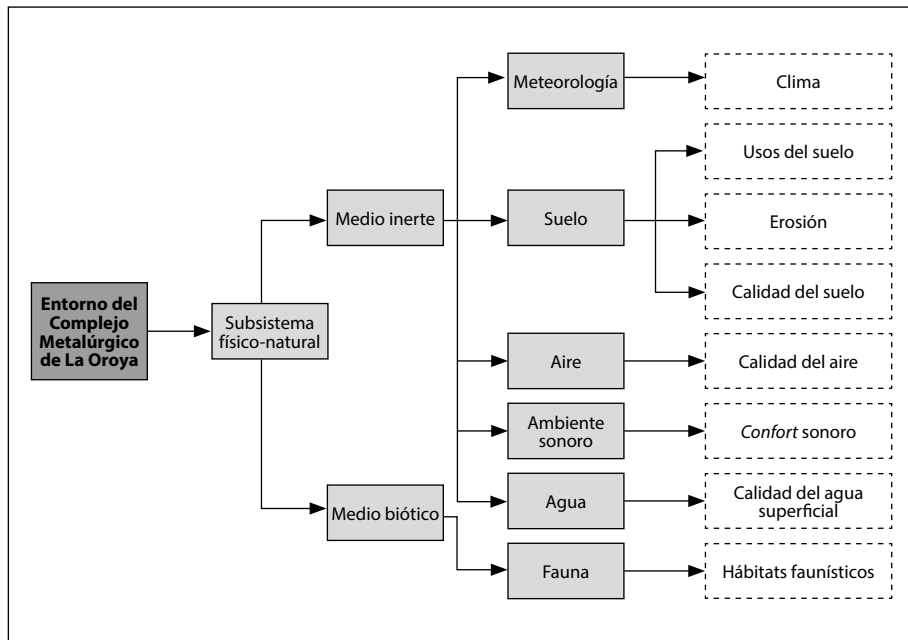 Entorno del
Complejo
Metalúrgico
de La Oroya
Subsistema
físico-natural
Medio inerte
Medio biótico
Meteorología
Suelo
Aire
Ambiente
sonoro
Agua
Fauna
Clima
Usos del suelo
Erosión
Calidad del suelo
Calidad del aire
Confort sonoro
Calidad del agua
superficial
Hábitats faunísticos